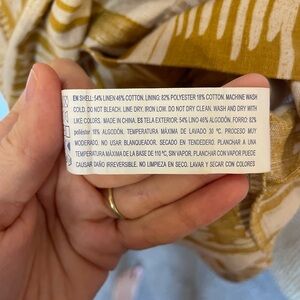 EN SHELL: 54% LINEN 46% COTTON. LINING: 82% POLYESTER 18% COTTON. MACHINE WASH
COLD. DO NOT BLEACH. LINE DRY. IRON LOW. DO NOT DRY CLEAN. WASH AND DRY WITH
LIKE COLORS. MADE IN CHINA. ES TELA EXTERIOR: 54% LINO 46% ALGODÓN. FORRO: 82%
poliéster 18% ALGODÓN. TEMPERATURA MÁXIMA DE LAVADO 30 ºC. PROCESO MUY
MODERADO. NO USAR BLANQUEADOR. SECADO EN TENDEDERO. PLANCHAR A UNA
TEMPERATURA MÁXIMA DE LA BASE DE 110 ºC, SIN VAPOR. PLANCHAR CON VAPOR PUEDE
CAUSAR DAÑO IRREVERSIBLE. NO LIMPIEZA EN SECO. LAVAR Y SECAR CON COLORES